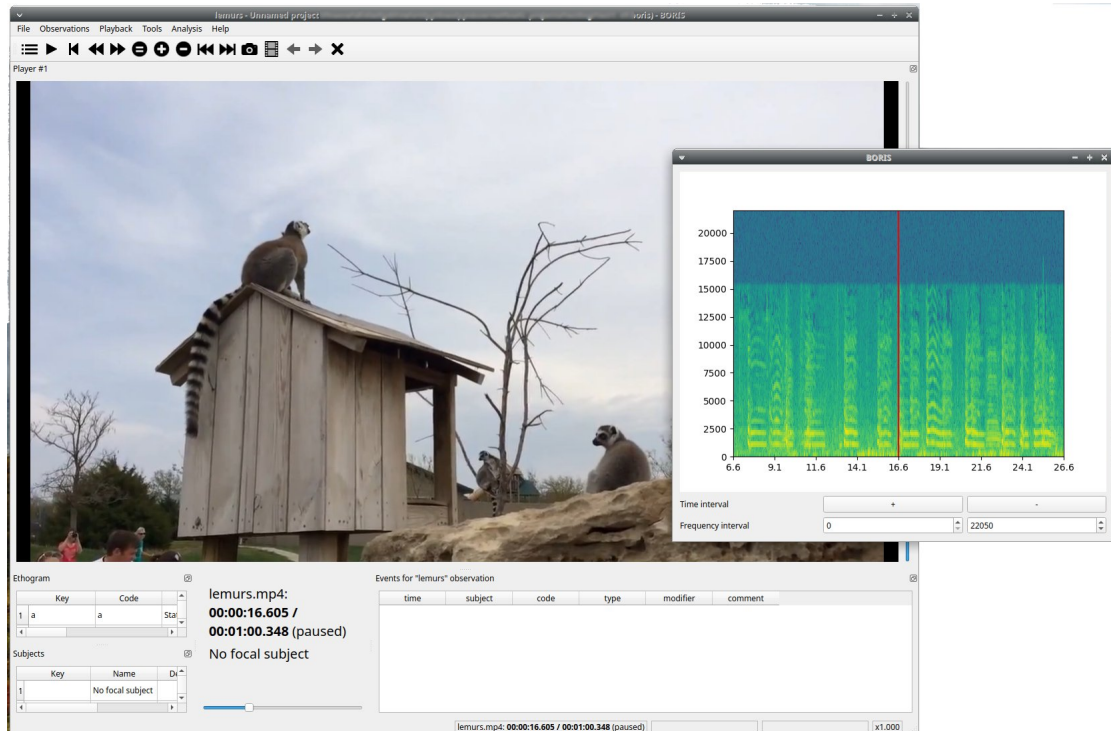 lemurs - Unnamed project
oris) - BORIS
File Observations Playback Tools Analysis Help
Player #1
BORIS
20000
17500
15000
12500
10000
7500
5000
2500
0
6.6 9.1 11.6 14.1 16.6 19.1 21.6 24.1 26.6
Time interval + -
Frequency interval 0 22050
Ethogram
Key Code
1 a a Stat
Subjects
Key Name De
1 No focal subject
lemurs.mp4:
00:00:16.605 /
00:01:00.348 (paused)
No focal subject
Events for "lemurs" observation
time subject code type modifier comment
lemurs.mp4: 00:00:16.605 / 00:01:00.348 (paused) x1.000